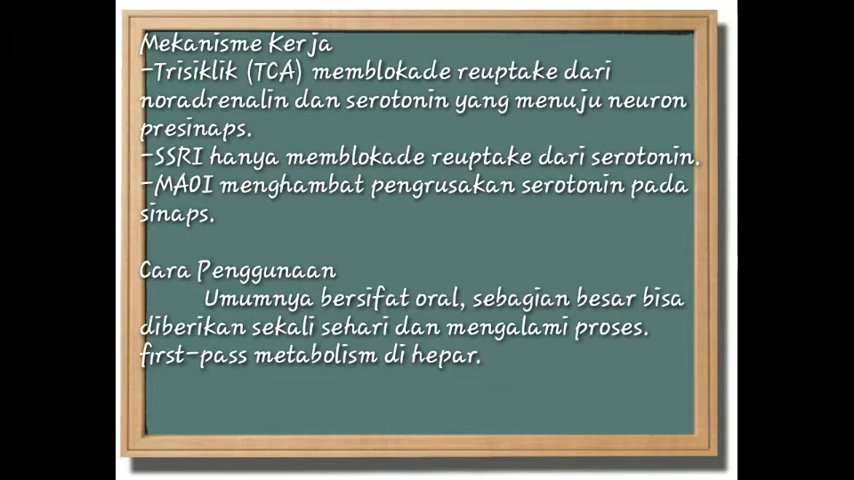 Mekanisme Kerja
-Trisiklik (TCA) memblokade reuptake dari
noradrenalin dan serotonin yang menuju neuron
presinaps.
-SSRI hanya memblokade reuptake dari serotonin.
-MAOI menghambat pengrusakan serotonin pada
sinaps.
Cara Penggunaan
Umumnya bersifat oral, sebagian besar bisa
diberikan sekali sehari dan mengalami proses.
first-pass metabolism di hepar.